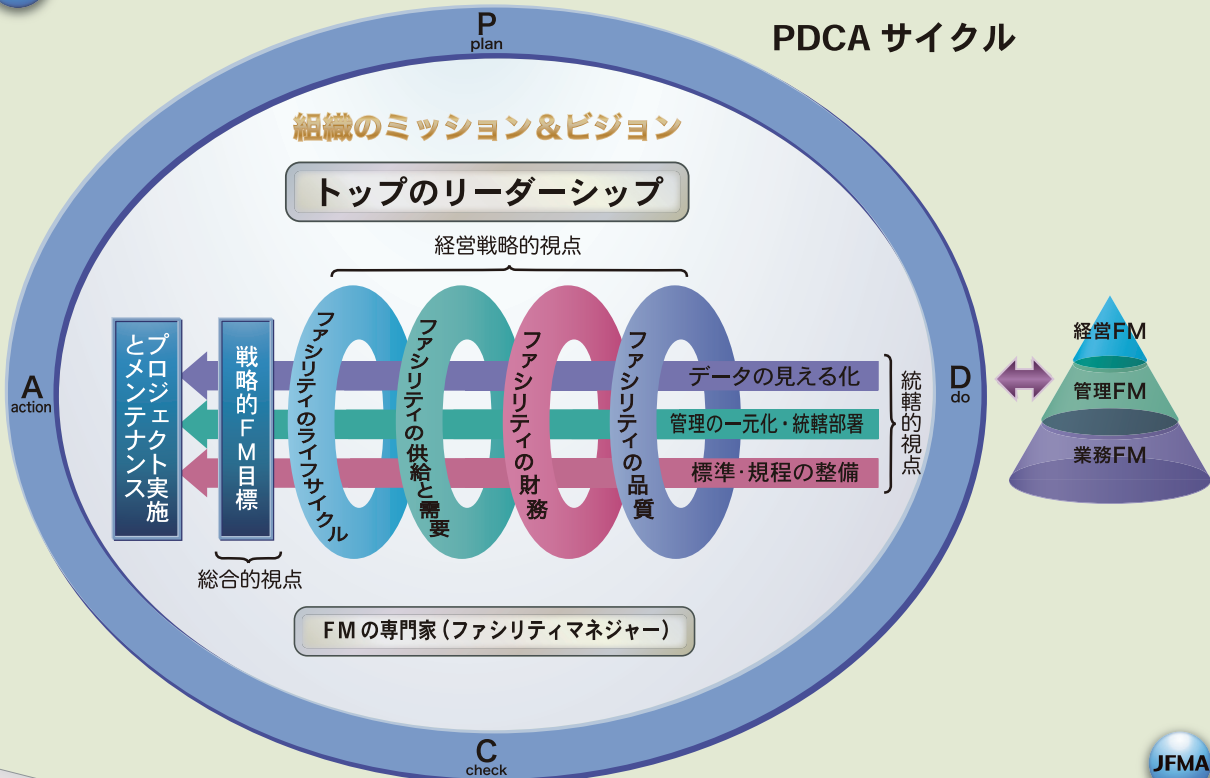 P
plan
PDCA サイクル
組織のミッション&ビジョン
トップのリーダーシップ
経営戦略的視点
プロジェクト実施
とメンテナンス
戦略的FM目標
ファシリティのライフサイクル
ファシリティの供給と需要
ファシリティの財務
ファシリティの品質
データの見える化
管理の一元化・統轄部署
標準・規程の整備
統轄的視点
総合的視点
A
action
D
do
経営FM
管理FM
業務FM
FMの専門家(ファシリティマネジャー)
C
check
JFMA